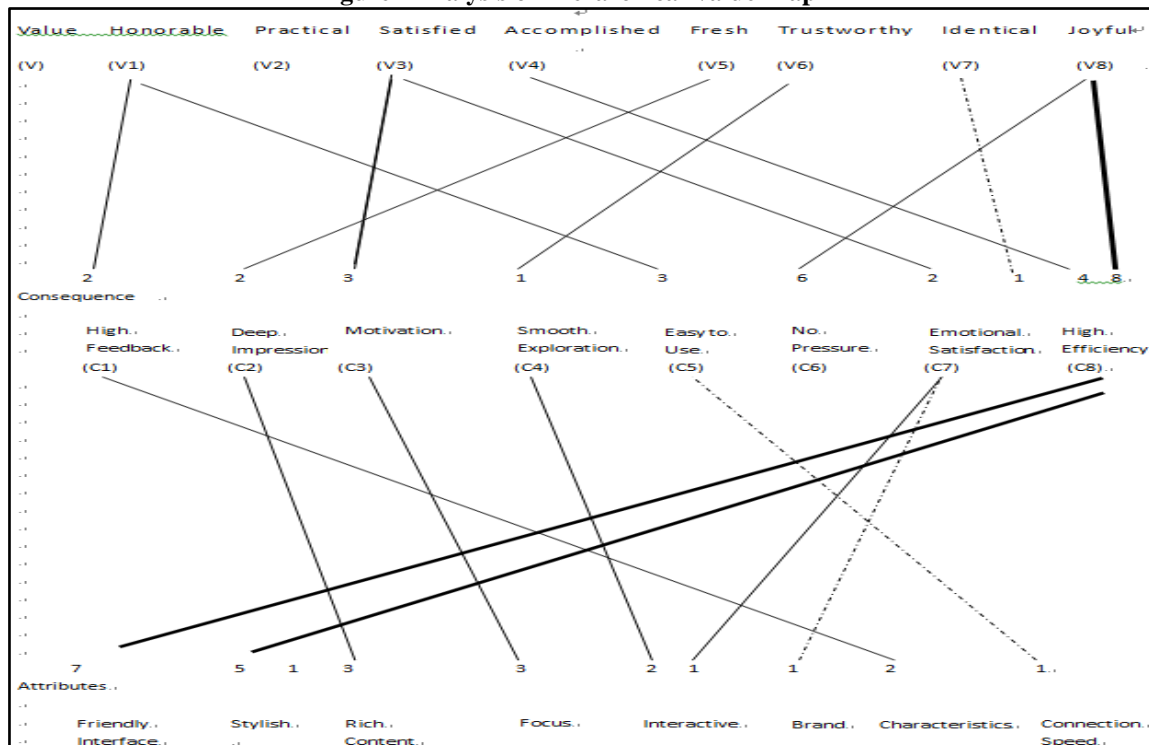 Value Honorable Practical Satisfied Accomplished Fresh Trustworthy Identical Joyful
(V) (V1) (V2) (V3) (V4) (V5) (V6) (V7) (V8)
2 2 3 1 3 6 2 1 4 8
Consequence
High Deep Motivation Smooth Easy to No Emotional High
Feedback Impression Exploration Use Pressure Satisfaction Efficiency
(C1) (C2) (C3) (C4) (C5) (C6) (C7) (C8)
7 5 1 3 3 2 1 1 2 1
Attributes
Friendly Stylish Rich Focus Interactive Brand Characteristics Connection
Interface Content Speed